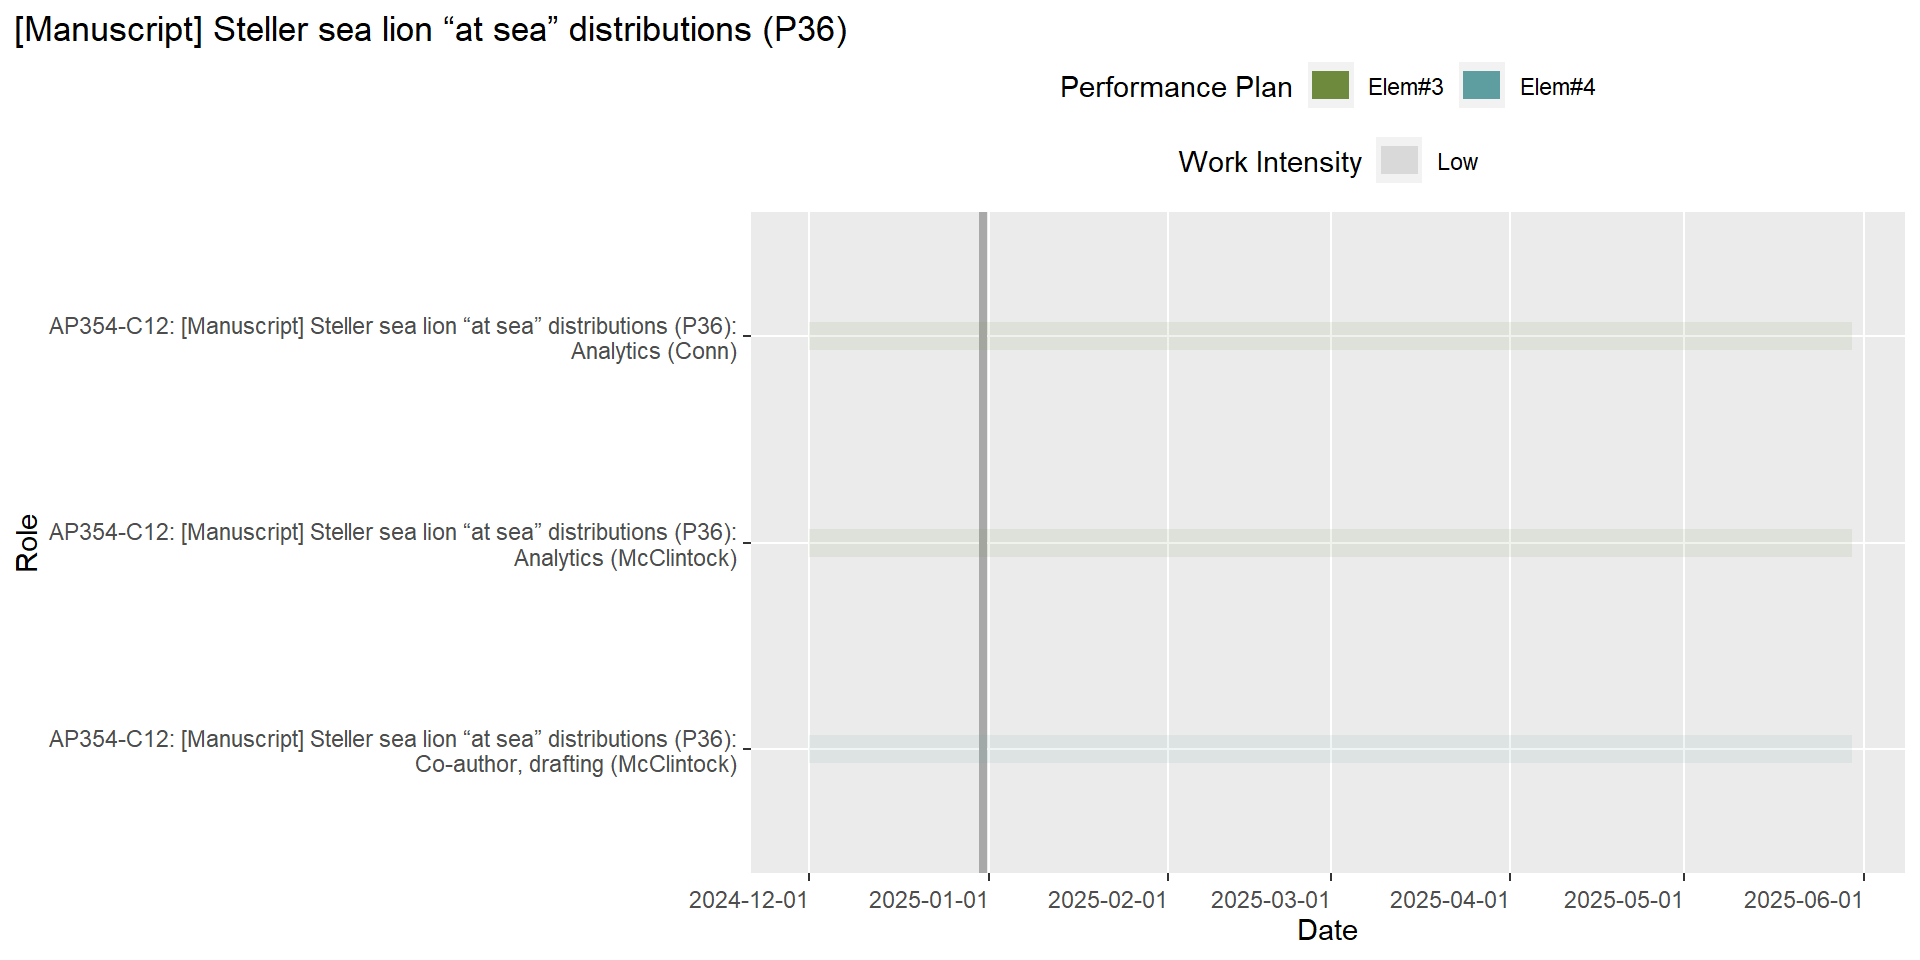 [Manuscript] Steller sea lion “at sea” distributions (P36)
Performance Plan Elem#3 Elem#4
Work Intensity Low
Role
AP354-C12: [Manuscript] Steller sea lion “at sea” distributions (P36):
Analytics (Conn)
AP354-C12: [Manuscript] Steller sea lion “at sea” distributions (P36):
Analytics (McClintock)
AP354-C12: [Manuscript] Steller sea lion “at sea” distributions (P36):
Co-author, drafting (McClintock)
2024-12-01 2025-01-01 2025-02-01 2025-03-01 2025-04-01 2025-05-01 2025-06-01
Date